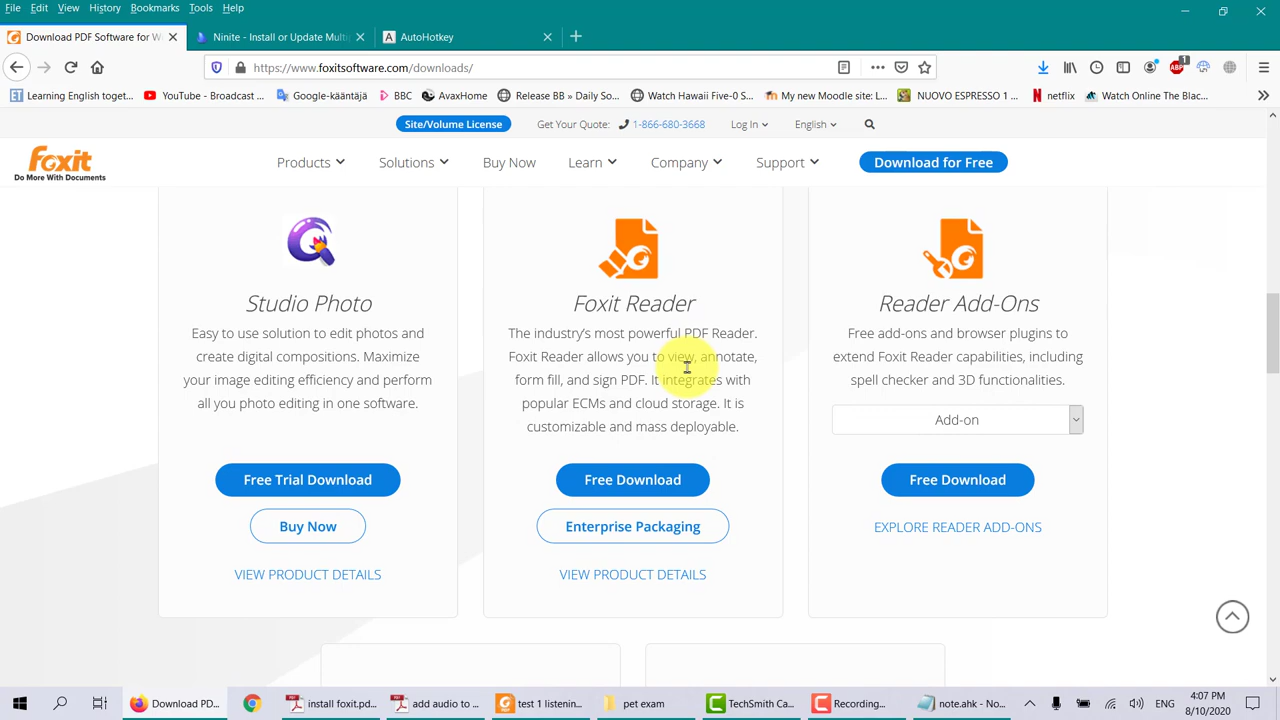 File Edit View History Bookmarks Tools Help
Download PDF Software for Wi
Ninite - Install or Update Multi
AutoHotkey
https://www.foxitsoftware.com/downloads/
Learning English toget...
YouTube - Broadcast ...
Google-kääntäjä
BBC
AvaxHome
Release BB – Daily So...
Watch Hawaii Five-0 S...
My new Moodle site: L...
NUOVO ESPRESSO 1 ...
netflix
Watch Online The Blac...
Site/Volume License
Get Your Quote:
1-866-680-3668
Log In
English
Foxit
Do More With Documents
Products
Solutions
Buy Now
Learn
Company
Support
Download for Free
Studio Photo
Easy to use solution to edit photos and
create digital compositions. Maximize
your image editing efficiency and perform
all you photo editing in one software.
Free Trial Download
Buy Now
VIEW PRODUCT DETAILS
Foxit Reader
The industry's most powerful PDF Reader.
Foxit Reader allows you to view, annotate,
form fill, and sign PDF. It integrates with
popular ECMs and cloud storage. It is
customizable and mass deployable.
Free Download
Enterprise Packaging
VIEW PRODUCT DETAILS
Reader Add-Ons
Free add-ons and browser plugins to
extend Foxit Reader capabilities, including
spell checker and 3D functionalities.
Add-on
Free Download
EXPLORE READER ADD-ONS
Download PD...
install foxit.pd...
add audio to ...
test 1 listenin...
pet exam
TechSmith Ca...
Recording...
note.ahk - No...
ENG
4:07 PM
8/10/2020